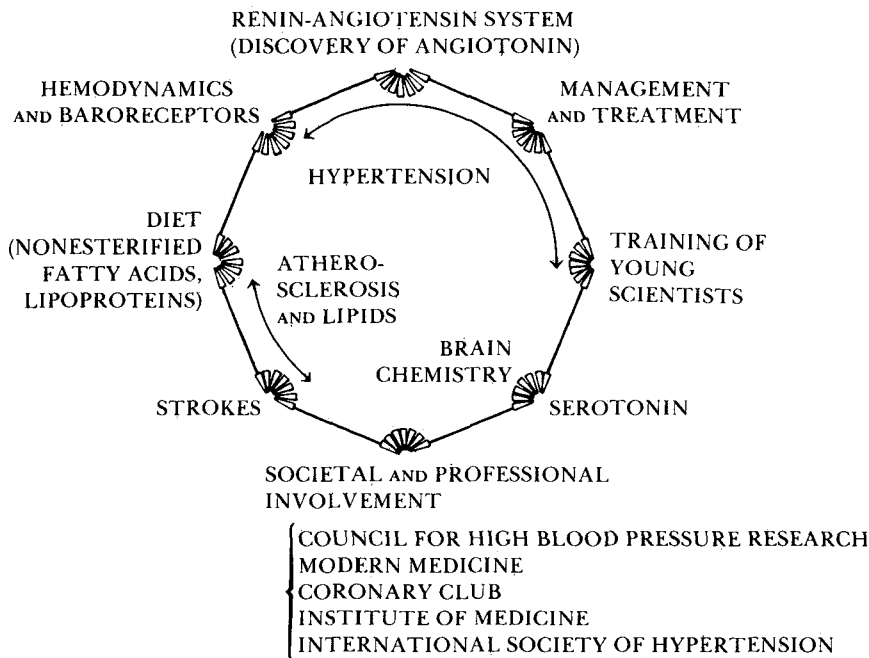 RENIN-ANGIOTENSIN SYSTEM
(DISCOVERY OF ANGIOTONIN)
HEMODYNAMICS
AND BARORECEPTORS
MANAGEMENT
AND TREATMENT
HYPERTENSION
DIET
(NONESTERIFIED
FATTY ACIDS,
LIPOPROTEINS)
ATHERO-
SCLEROSIS
AND LIPIDS
TRAINING OF
YOUNG
SCIENTISTS
BRAIN
CHEMISTRY
STROKES
SEROTONIN
SOCIETAL AND PROFESSIONAL
INVOLVEMENT
COUNCIL FOR HIGH BLOOD PRESSURE RESEARCH
MODERN MEDICINE
CORONARY CLUB
INSTITUTE OF MEDICINE
INTERNATIONAL SOCIETY OF HYPERTENSION